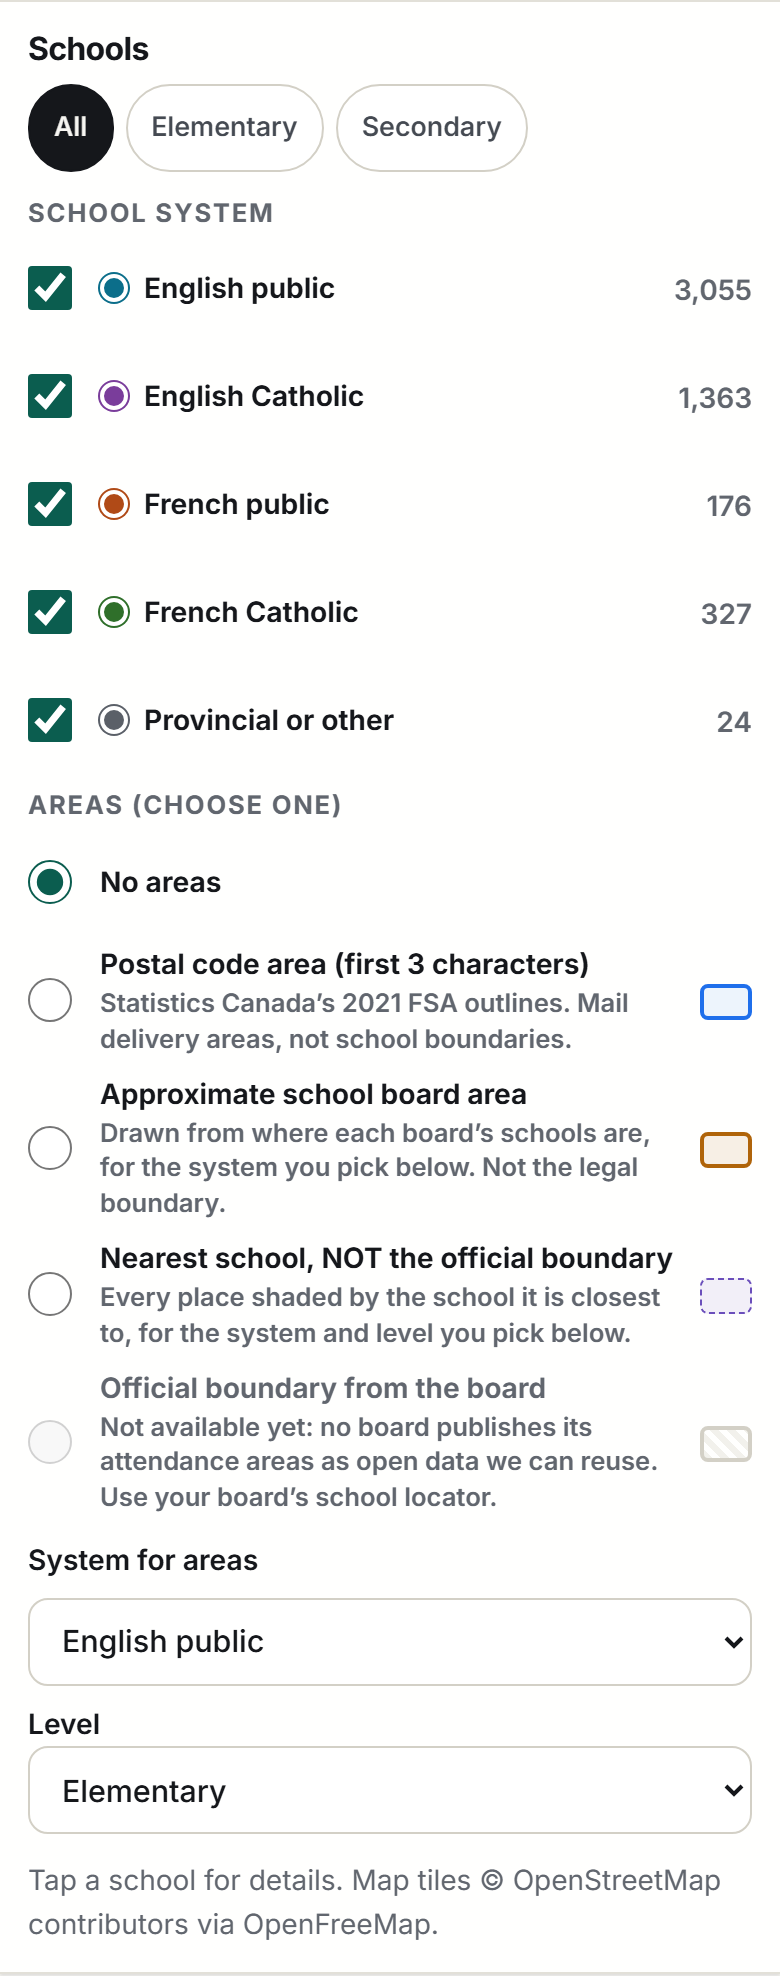 Schools
All
Elementary
Secondary
SCHOOL SYSTEM
English public
3,055
English Catholic
1,363
French public
176
French Catholic
327
Provincial or other
24
AREAS (CHOOSE ONE)
No areas
Postal code area (first 3 characters)
Statistics Canada’s 2021 FSA outlines. Mail
delivery areas, not school boundaries.
Approximate school board area
Drawn from where each board’s schools are,
for the system you pick below. Not the legal
boundary.
Nearest school, NOT the official boundary
Every place shaded by the school it is closest
to, for the system and level you pick below.
Official boundary from the board
Not available yet: no board publishes its
attendance areas as open data we can reuse.
Use your board’s school locator.
System for areas
English public
Level
Elementary
Tap a school for details. Map tiles © OpenStreetMap
contributors via OpenFreeMap.